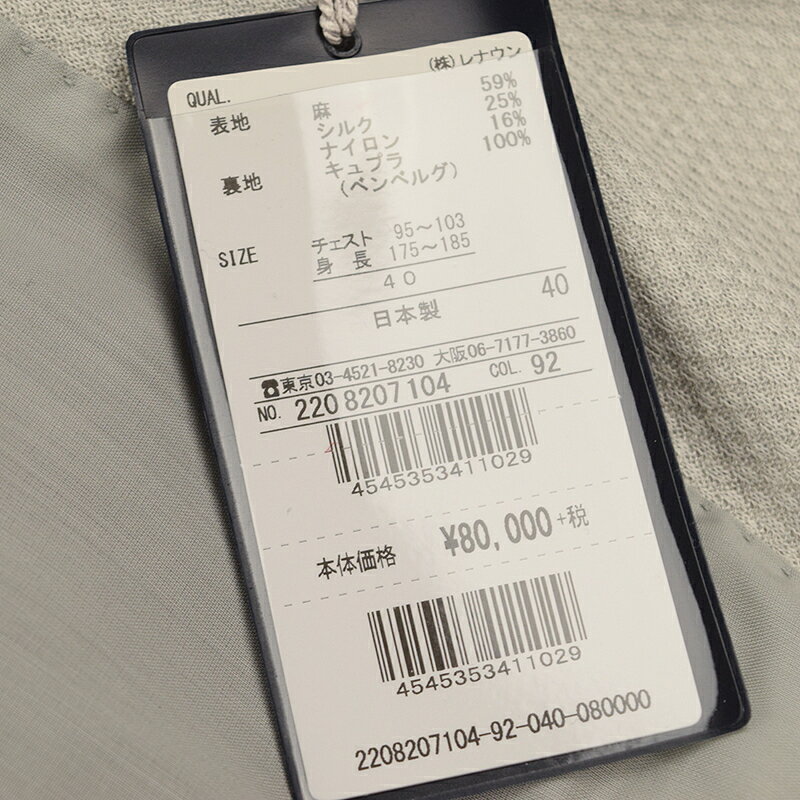 (株)レナウン
QUAL.
表地 麻 59%
シルク 25%
ナイロン 16%
裏地 キュプラ 100%
(ベンベルグ)
SIZE チェスト 95~103
身長 175~185
40
日本製 40
☎東京03-4521-8230 大阪06-7177-3860
NO. 220 8207104 COL. 92
4545353411029
本体価格 ¥80,000+税
4545353411029
2208207104-92-040-080000